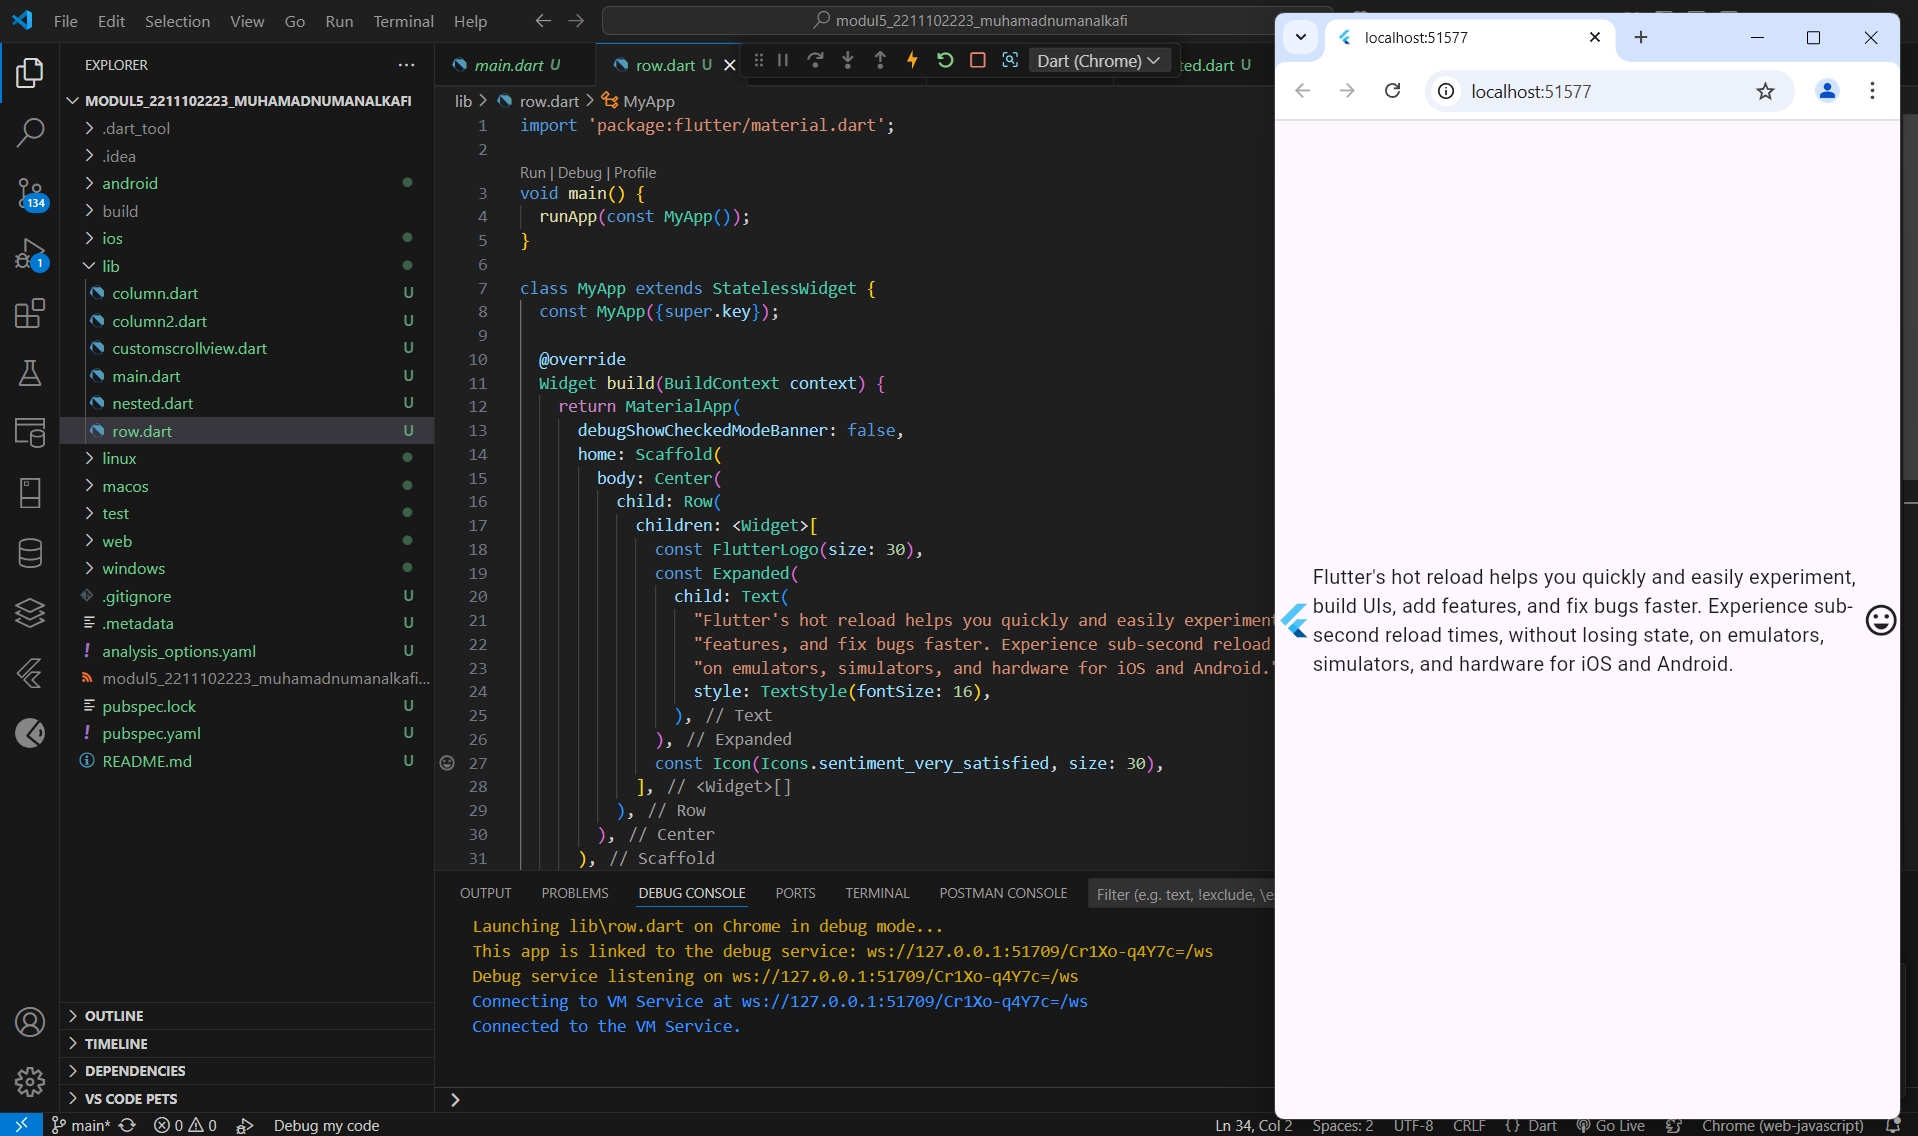 File Edit Selection View Go Run Terminal Help
modul5_2211102223_muhamadnumanalkafi
EXPLORER
MODUL5_2211102223_MUHAMADNUMANALKAFI
.dart_tool
.idea
android
build
ios
lib
column.dart U
column2.dart U
customscrollview.dart U
main.dart U
nested.dart U
row.dart U
linux
macos
test
web
windows
.gitignore U
.metadata U
analysis_options.yaml U
modul5_2211102223_muhamadnumanalkafi...
pubspec.lock U
pubspec.yaml U
README.md U
OUTLINE
TIMELINE
DEPENDENCIES
VS CODE PETS
134
1
main.dart U
row.dart U
Dart (Chrome)
ted.dart U
lib > row.dart > MyApp
1 import 'package:flutter/material.dart';
2
Run | Debug | Profile
3 void main() {
4 runApp(const MyApp());
5 }
6
7 class MyApp extends StatelessWidget {
8 const MyApp({super.key});
9
10 @override
11 Widget build(BuildContext context) {
12 return MaterialApp(
13 debugShowCheckedModeBanner: false,
14 home: Scaffold(
15 body: Center(
16 child: Row(
17 children: <Widget>[
18 const FlutterLogo(size: 30),
19 const Expanded(
20 child: Text(
21 "Flutter's hot reload helps you quickly and easily experiment
22 "features, and fix bugs faster. Experience sub-second reload
23 "on emulators, simulators, and hardware for iOS and Android."
24 style: TextStyle(fontSize: 16),
25 ), // Text
26 ), // Expanded
27 const Icon(Icons.sentiment_very_satisfied, size: 30),
28 ], // <Widget>[]
29 ), // Row
30 ), // Center
31 ), // Scaffold
OUTPUT PROBLEMS DEBUG CONSOLE PORTS TERMINAL POSTMAN CONSOLE
Filter (e.g. text, !exclude, \e
Launching lib\row.dart on Chrome in debug mode...
This app is linked to the debug service: ws://127.0.0.1:51709/Cr1Xo-q4Y7c=/ws
Debug service listening on ws://127.0.0.1:51709/Cr1Xo-q4Y7c=/ws
Connecting to VM Service at ws://127.0.0.1:51709/Cr1Xo-q4Y7c=/ws
Connected to the VM Service.
localhost:51577
localhost:51577
Flutter's hot reload helps you quickly and easily experiment,
build UIs, add features, and fix bugs faster. Experience sub-
second reload times, without losing state, on emulators,
simulators, and hardware for iOS and Android.
main* 0 0 Debug my code
Ln 34, Col 2 Spaces: 2 UTF-8 CRLF {} Dart Go Live Chrome (web-javascript)